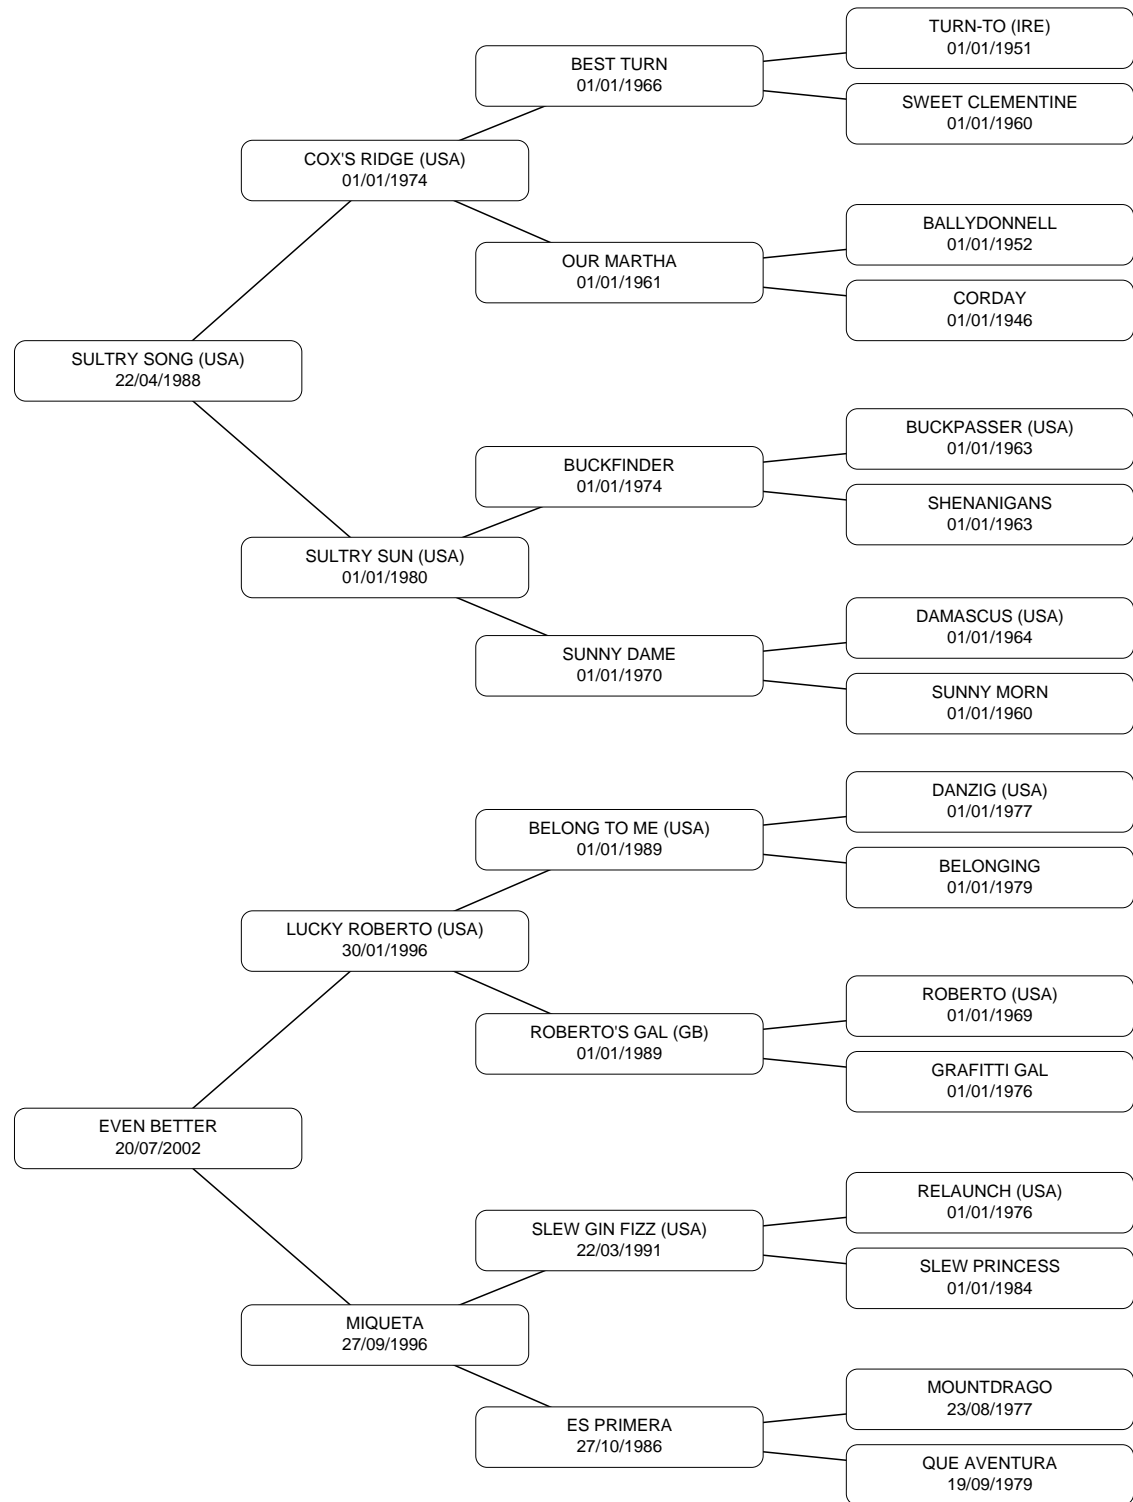 TURN-TO (IRE)
01/01/1951
BEST TURN
01/01/1966
SWEET CLEMENTINE
01/01/1960
COX'S RIDGE (USA)
01/01/1974
BALLYDONNELL
01/01/1952
OUR MARTHA
01/01/1961
CORDAY
01/01/1946
SULTRY SONG (USA)
22/04/1988
BUCKPASSER (USA)
01/01/1963
BUCKFINDER
01/01/1974
SHENANIGANS
01/01/1963
SULTRY SUN (USA)
01/01/1980
DAMASCUS (USA)
01/01/1964
SUNNY DAME
01/01/1970
SUNNY MORN
01/01/1960
DANZIG (USA)
01/01/1977
BELONG TO ME (USA)
01/01/1989
BELONGING
01/01/1979
LUCKY ROBERTO (USA)
30/01/1996
ROBERTO (USA)
01/01/1969
ROBERTO'S GAL (GB)
01/01/1989
GRAFITTI GAL
01/01/1976
EVEN BETTER
20/07/2002
RELAUNCH (USA)
01/01/1976
SLEW GIN FIZZ (USA)
22/03/1991
SLEW PRINCESS
01/01/1984
MIQUETA
27/09/1996
MOUNTDRAGO
23/08/1977
ES PRIMERA
27/10/1986
QUE AVENTURA
19/09/1979